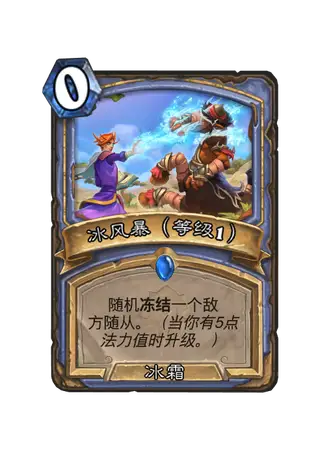 0
冰风暴（等级1）
随机冻结一个敌
方随从。（当你有5点
法力值时升级。）
冰霜